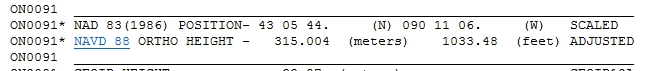 ON0091
ON0091* NAD 83(1986) POSITION- 43 05 44. (N) 090 11 06. (W) SCALED
ON0091* NAVD 88 ORTHO HEIGHT - 315.004 (meters) 1033.48 (feet) ADJUSTED
ON0091